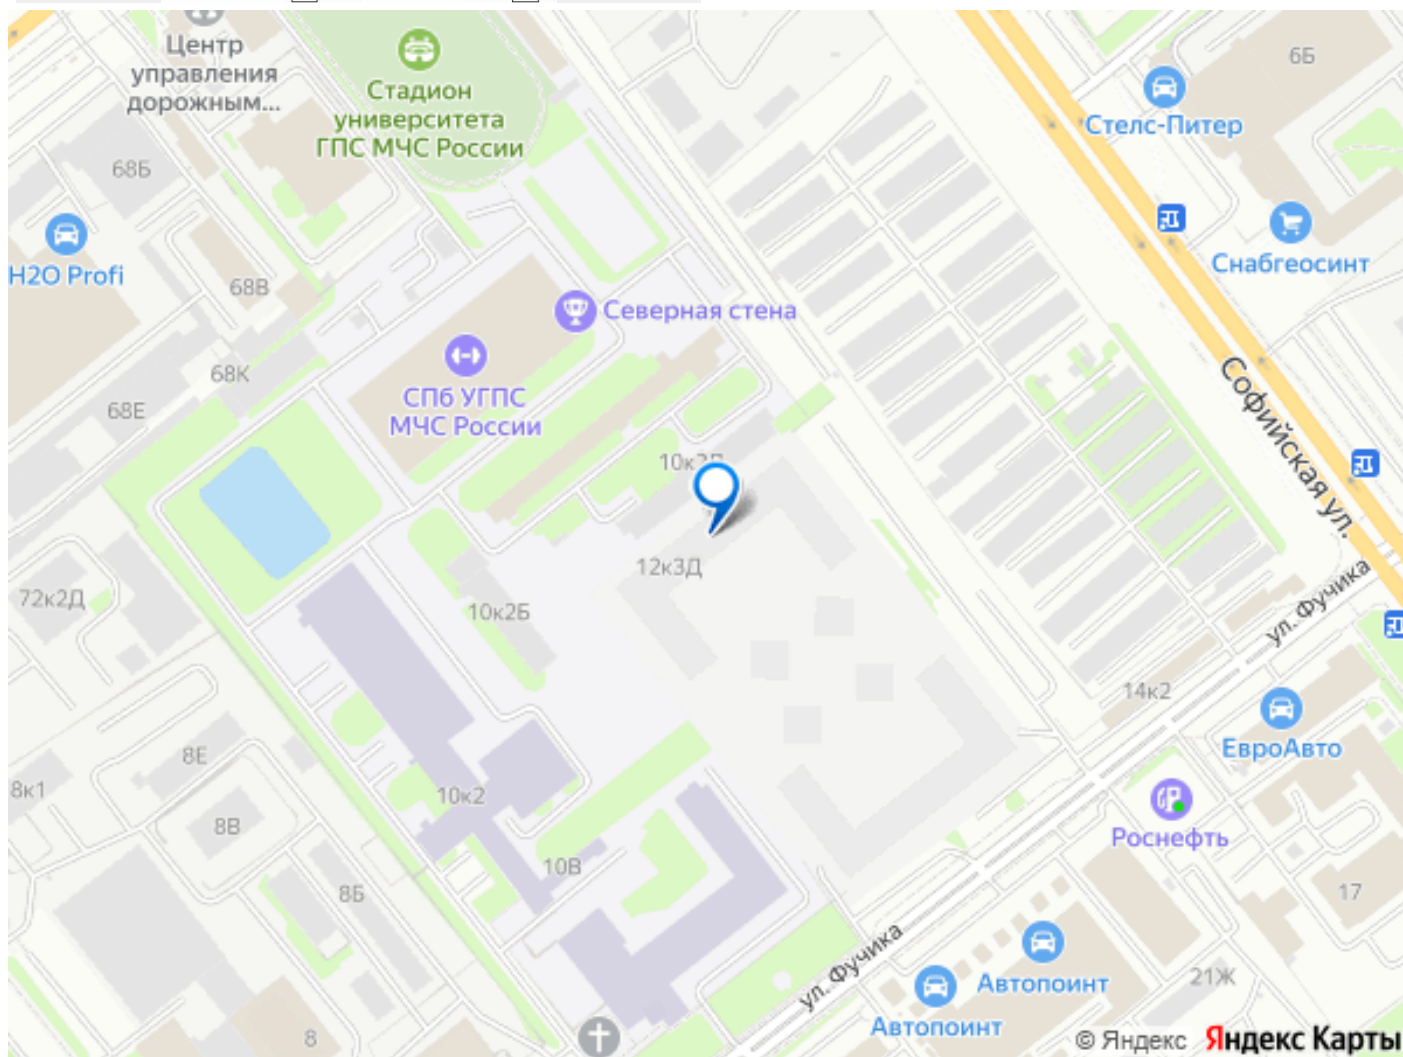 Центр
управления
дорожным...
Стадион
университета
ГПС МЧС России
6Б
Стелс-Питер
68Б
H2O Profi
68В
Снабгеосинт
Северная стена
СПб УГПС
МЧС России
68К
68Е
Софийская ул.
12к3Д
72к2Д
10к2Б
ул. Фучика
14к2
ЕвроАвто
8Е
8к1
10к2
8В
Роснефть
10В
8Б
17
ул. Фучика
Автопоинт
21Ж
Автопоинт
8
© Яндекс Яндекс Карты